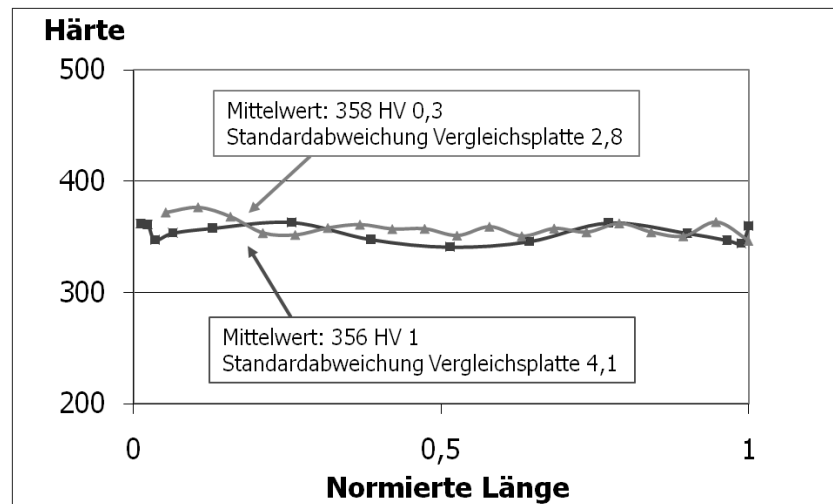 Härte
500
Mittelwert: 358 HV 0,3
Standardabweichung Vergleichsplatte 2,8
400
300
Mittelwert: 356 HV 1
Standardabweichung Vergleichsplatte 4,1
200
0
0,5
1
Normierte Länge